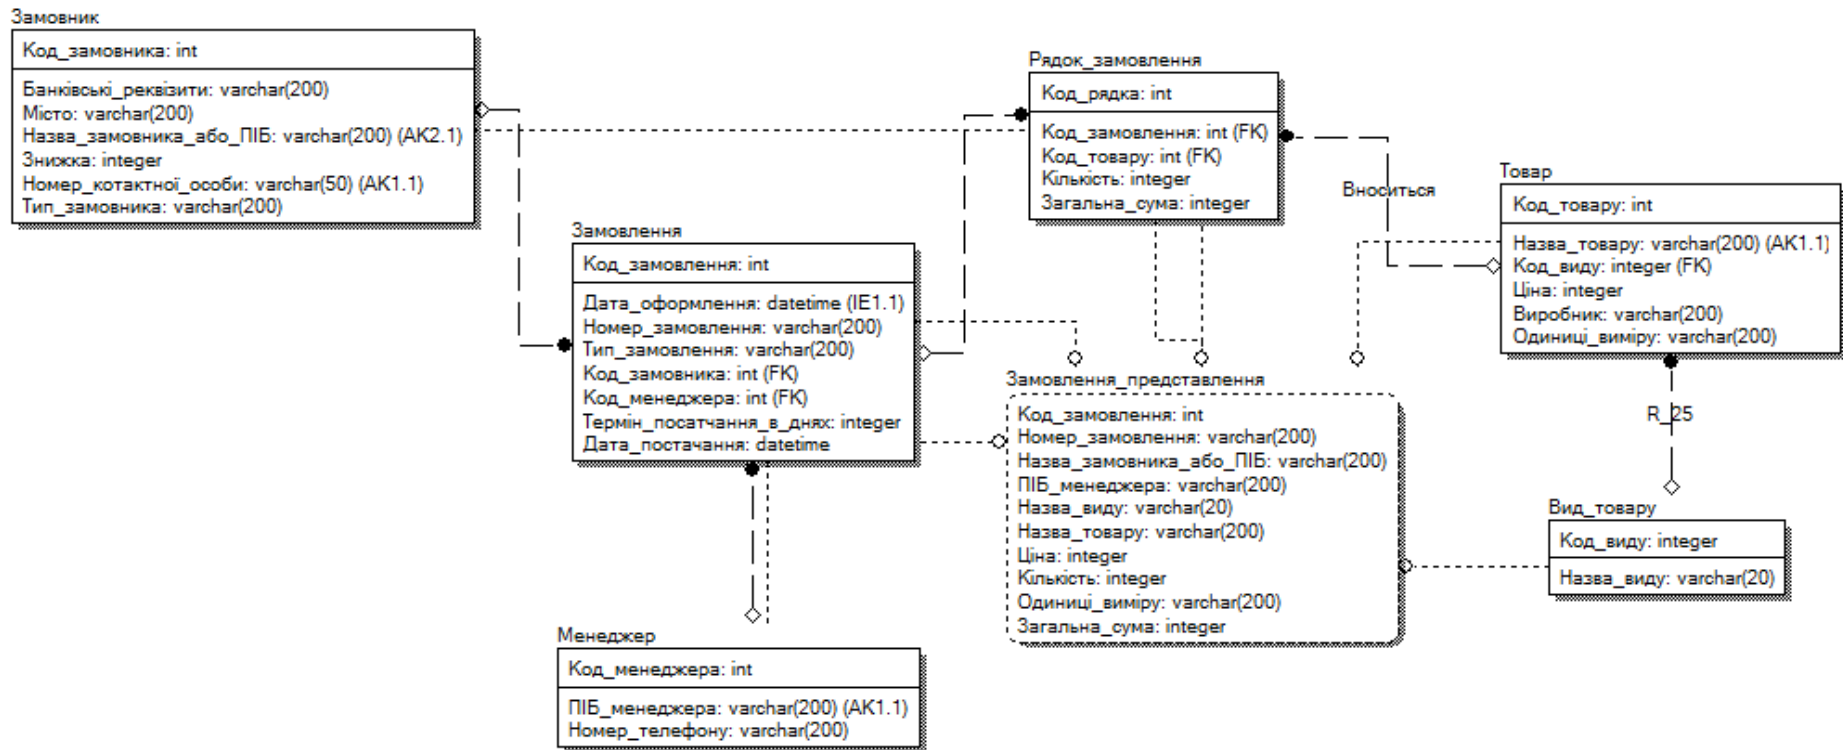 Замовник
Код_замовника: int
Банківські_реквізити: varchar(200)
Місто: varchar(200)
Назва_замовника_або_ПІБ: varchar(200) (AK2.1)
Знижка: integer
Номер_котактної_особи: varchar(50) (AK1.1)
Тип_замовника: varchar(200)
Рядок_замовлення
Код_рядка: int
Код_замовлення: int (FK)
Код_товару: int (FK)
Кількість: integer
Загальна_сума: integer
Вноситься
Товар
Код_товару: int
Назва_товару: varchar(200) (AK1.1)
Код_виду: integer (FK)
Ціна: integer
Виробник: varchar(200)
Одиниці_виміру: varchar(200)
Замовлення
Код_замовлення: int
Дата_оформлення: datetime (IE1.1)
Номер_замовлення: varchar(200)
Тип_замовлення: varchar(200)
Код_замовника: int (FK)
Код_менеджера: int (FK)
Термін_посатчання_в_днях: integer
Дата_постачання: datetime
Замовлення_представлення
Код_замовлення: int
Номер_замовлення: varchar(200)
Назва_замовника_або_ПІБ: varchar(200)
ПІБ_менеджера: varchar(200)
Назва_виду: varchar(20)
Назва_товару: varchar(200)
Ціна: integer
Кількість: integer
Одиниці_виміру: varchar(200)
Загальна_сума: integer
R_25
Вид_товару
Код_виду: integer
Назва_виду: varchar(20)
Менеджер
Код_менеджера: int
ПІБ_менеджера: varchar(200) (AK1.1)
Номер_телефону: varchar(200)